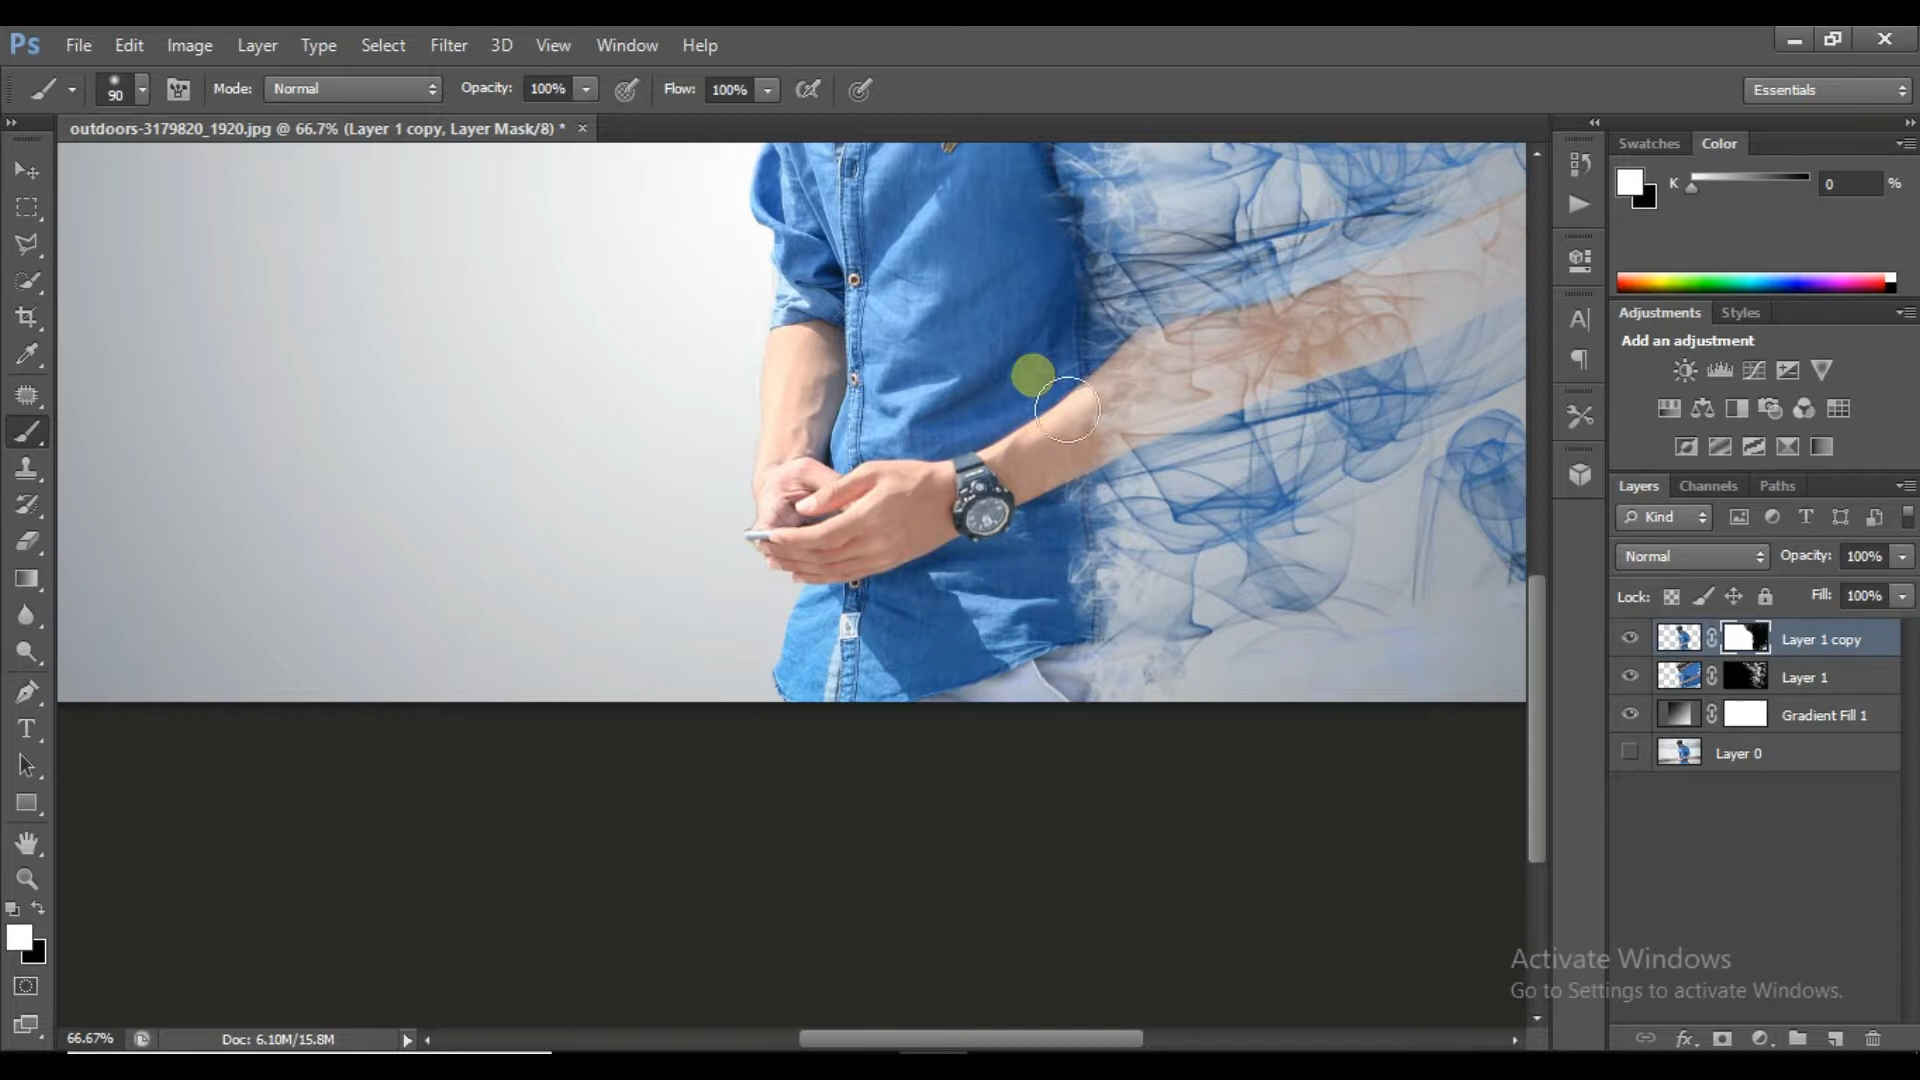 Ps File Edit Image Layer Type Select Filter 3D View Window Help
90 Mode: Normal Opacity: 100% Flow: 100% Essentials
outdoors-3179820_1920.jpg @ 66.7% (Layer 1 copy, Layer Mask/8) * ×
Swatches Color
K 0 %
Adjustments Styles
Add an adjustment
Layers Channels Paths
Kind
Normal Opacity: 100%
Lock: Fill: 100%
Layer 1 copy
Layer 1
Gradient Fill 1
Layer 0
Activate Windows
Go to Settings to activate Windows.
66.67% Doc: 6.10M/15.8M